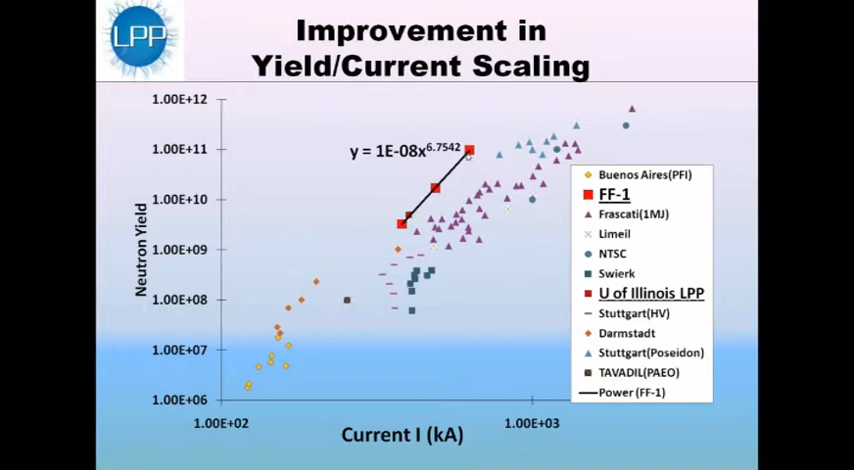 LPP
Improvement in
Yield/Current Scaling
1.00E+12
1.00E+11
1.00E+10
1.00E+09
1.00E+08
1.00E+07
1.00E+06
Neutron Yield
y = 1E-08x^6.7542
1.00E+02
1.00E+03
Current I (kA)
Buenos Aires(PFI)
FF-1
Frascati(1MJ)
Limeil
NTSC
Swierk
U of Illinois LPP
Stuttgart(HV)
Darmstadt
Stuttgart(Poseidon)
TAVADIL(PAEO)
Power (FF-1)